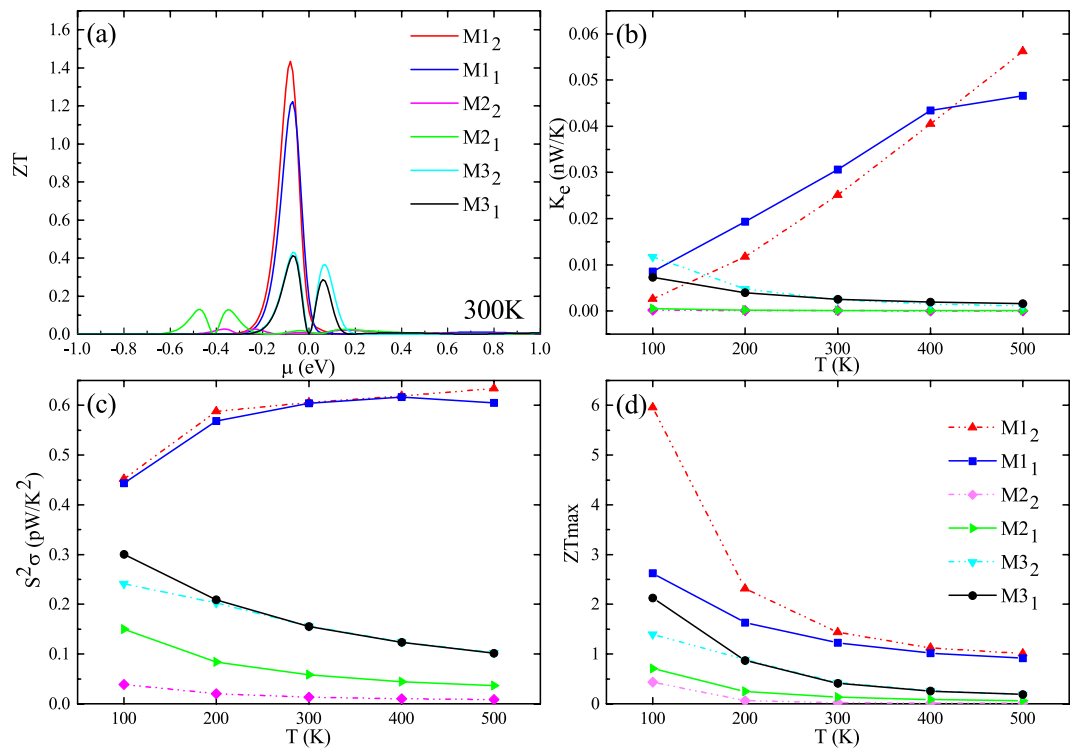 (a)
1.6
1.4
1.2
1.0
0.8
0.6
0.4
0.2
0.0
ZT
M1₂
M1₁
M2₂
M2₁
M3₂
M3₁
300K
-1.0 -0.8 -0.6 -0.4 -0.2 0.0 0.2 0.4 0.6 0.8 1.0
μ (eV)
(b)
0.06
0.05
0.04
0.03
0.02
0.01
0.00
Kₑ (nW/K)
100 200 300 400 500
T (K)
(c)
0.6
0.5
0.4
0.3
0.2
0.1
0.0
S²σ (pW/K²)
100 200 300 400 500
T (K)
(d)
6
5
4
3
2
1
0
ZTmax
M1₂
M1₁
M2₂
M2₁
M3₂
M3₁
100 200 300 400 500
T (K)